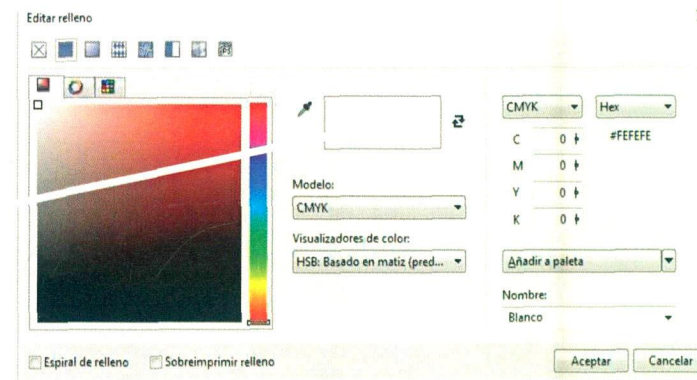 Editar relleno
CMYK
Hex
C 0
#FEFEFE
M 0
Y 0
K 0
Modelo:
CMYK
Visualizadores de color:
HSB: Basado en matiz (pred...
Añadir a paleta
Nombre:
Blanco
Espiral de relleno
Sobreimprimir relleno
Aceptar
Cancelar